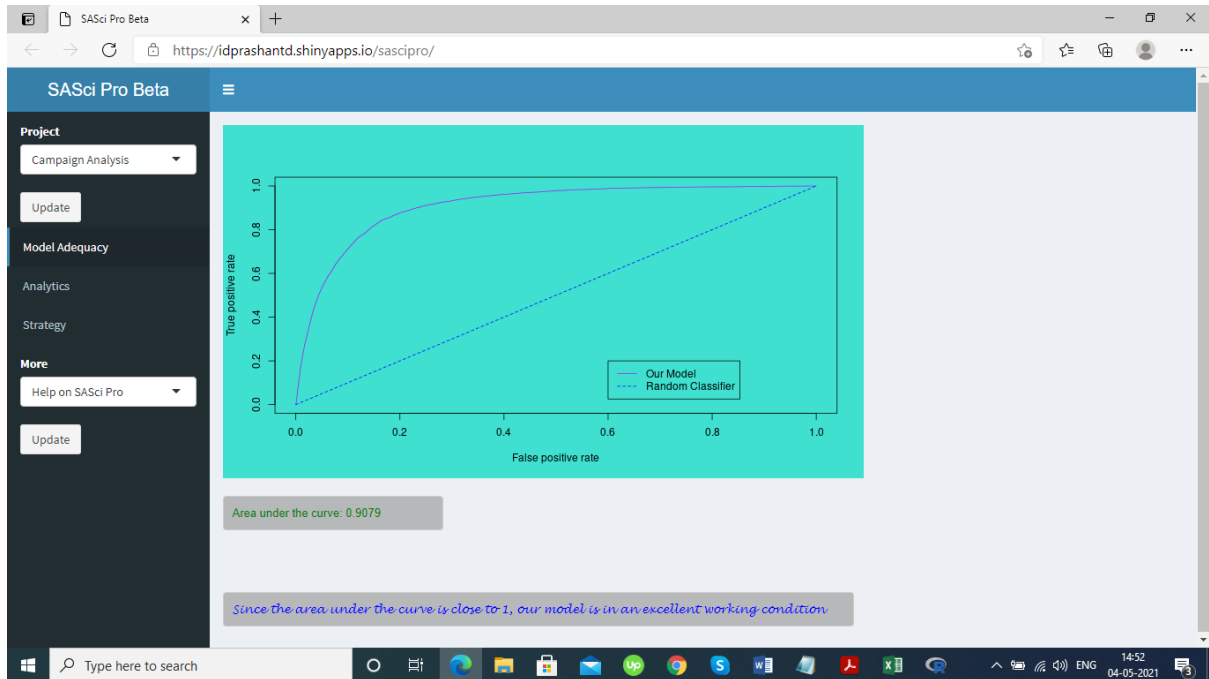 SASci Pro Beta
https://idprashantd.shinyapps.io/sascipro/
SASci Pro Beta
Project
Campaign Analysis
Update
Model Adequacy
Analytics
Strategy
More
Help on SASci Pro
Update
True positive rate
1.0
0.8
0.6
0.4
0.2
0.0
Our Model
Random Classifier
0.0 0.2 0.4 0.6 0.8 1.0
False positive rate
Area under the curve: 0.9079
Since the area under the curve is close to 1, our model is in an excellent working condition
Type here to search
Up
S
W
X
R
ENG
14:52
04-05-2021
3